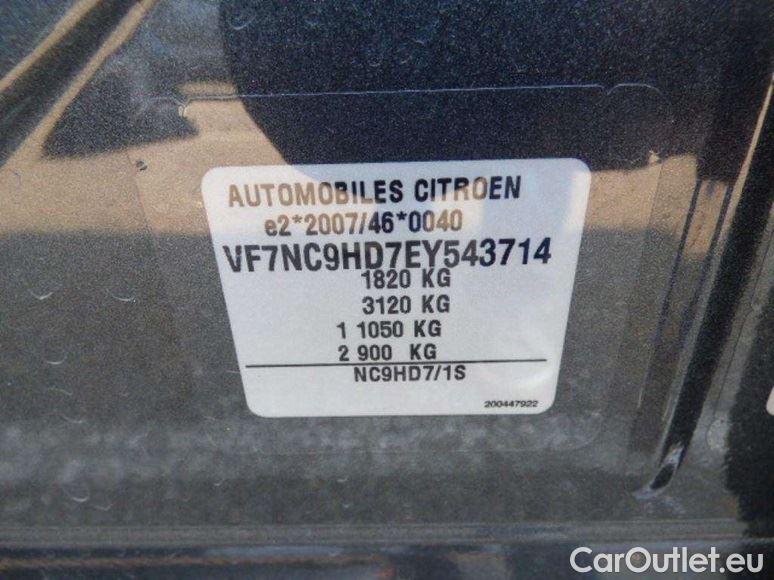 AUTOMOBILES CITROEN
e2*2007/46*0040
VF7NC9HD7EY543714
1820 KG
3120 KG
1 1050 KG
2 900 KG
NC9HD7/1S
200447922
CarOutlet.eu